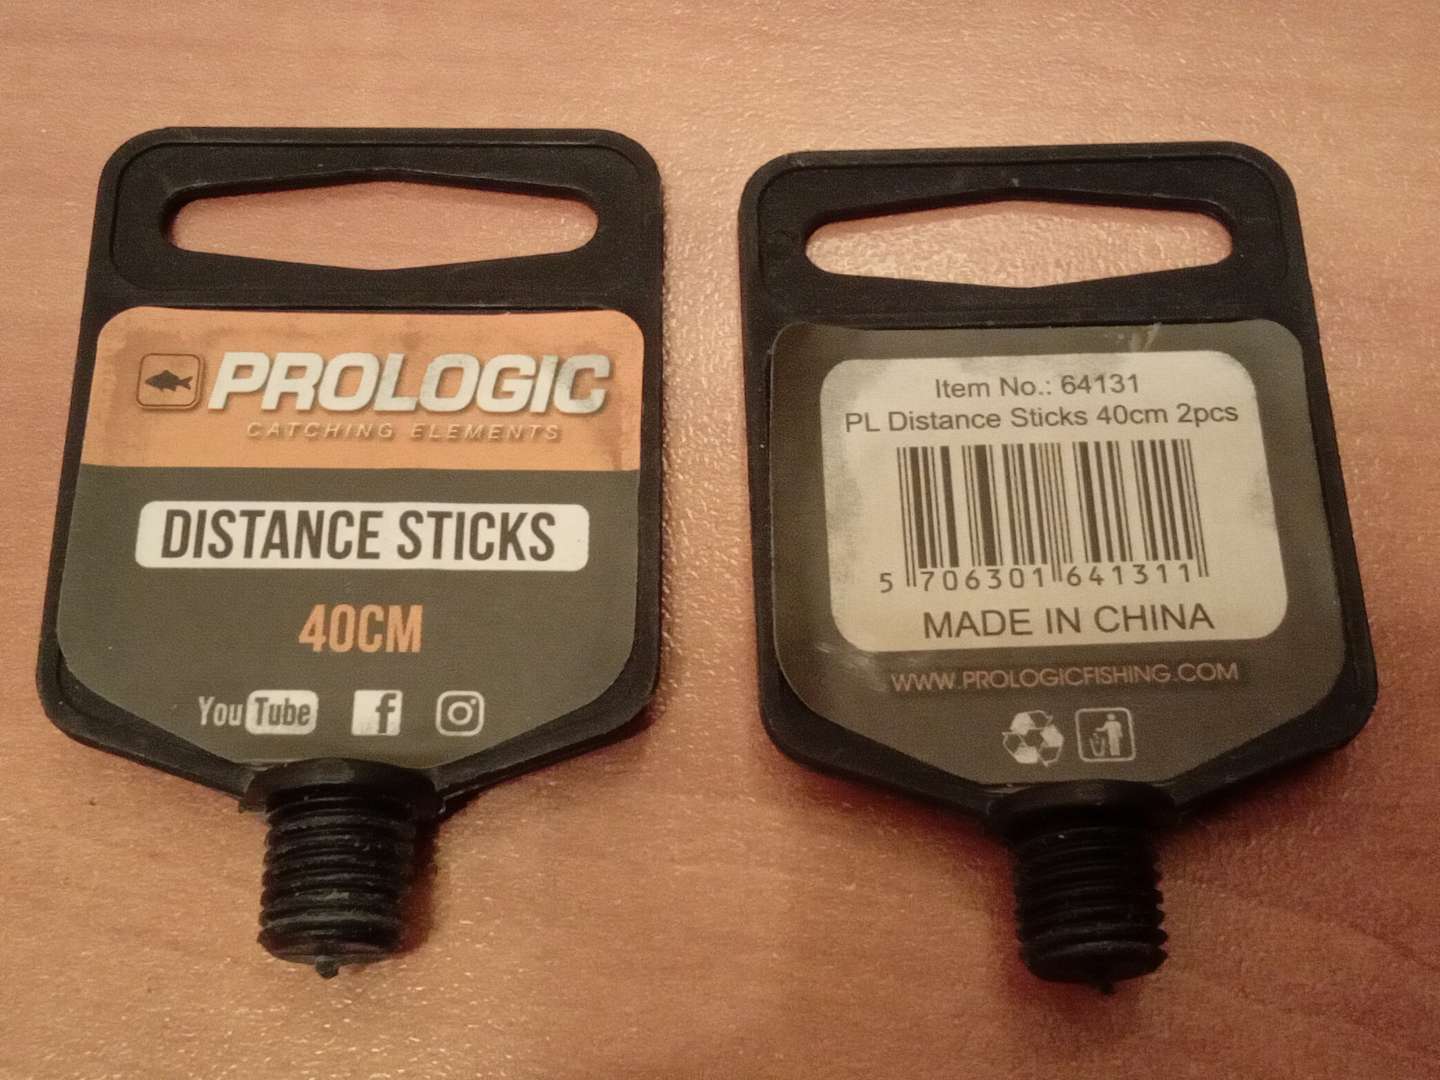 PROLOGIC
CATCHING ELEMENTS
DISTANCE STICKS
40CM
YouTube f
Item No.: 64131
PL Distance Sticks 40cm 2pcs
5 706301 641311
MADE IN CHINA
WWW.PROLOGICFISHING.COM